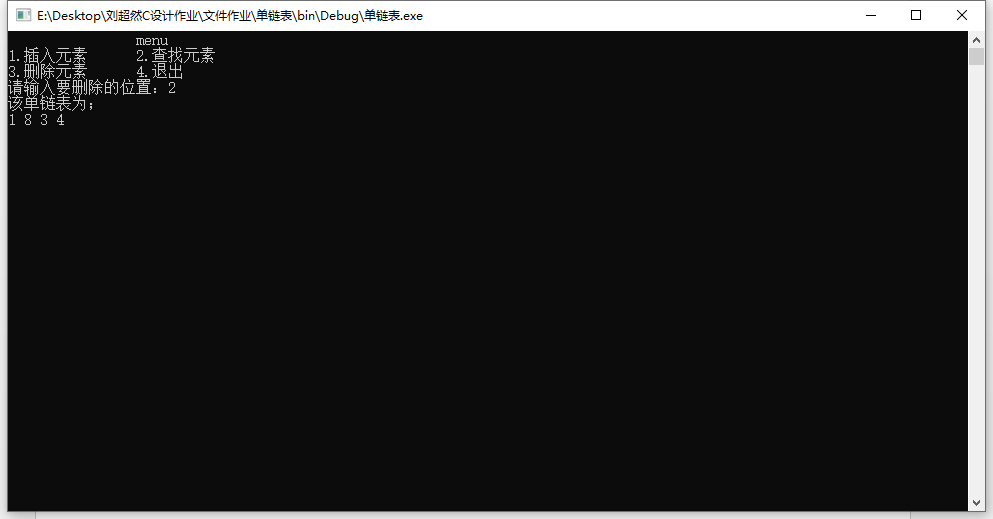 E:\Desktop\刘超然C设计作业\文件作业\单链表\bin\Debug\单链表.exe
menu
1.插入元素 2.查找元素
3.删除元素 4.退出
请输入要删除的位置：2
该单链表为；
1 8 3 4